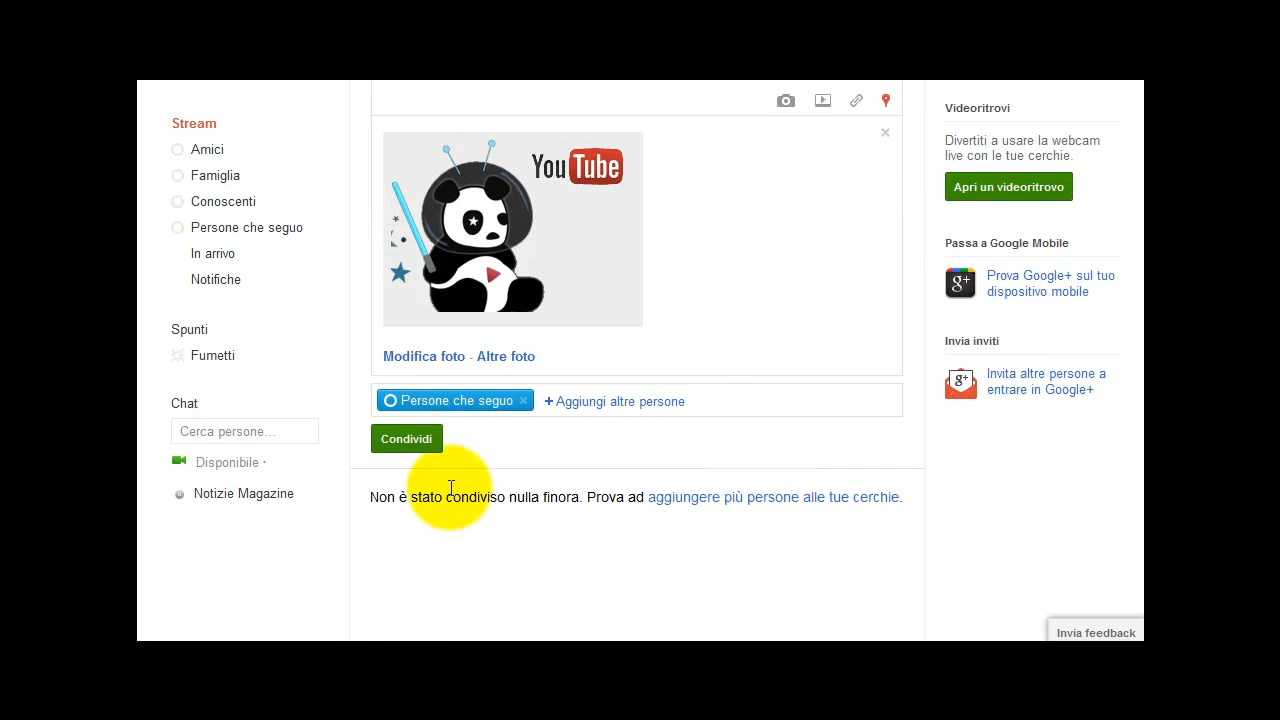 Stream
Amici
Famiglia
Conoscenti
Persone che seguo
In arrivo
Notifiche
Spunti
Fumetti
Chat
Cerca persone...
Disponibile
Notizie Magazine
YouTube
Modifica foto - Altre foto
Persone che seguo × + Aggiungi altre persone
Condividi
Non è stato condiviso nulla finora. Prova ad aggiungere più persone alle tue cerchie.
Videoritrovi
Divertiti a usare la webcam
live con le tue cerchie.
Apri un videoritrovo
Passa a Google Mobile
g+
Prova Google+ sul tuo
dispositivo mobile
Invia inviti
g+
Invita altre persone a
entrare in Google+
Invia feedback